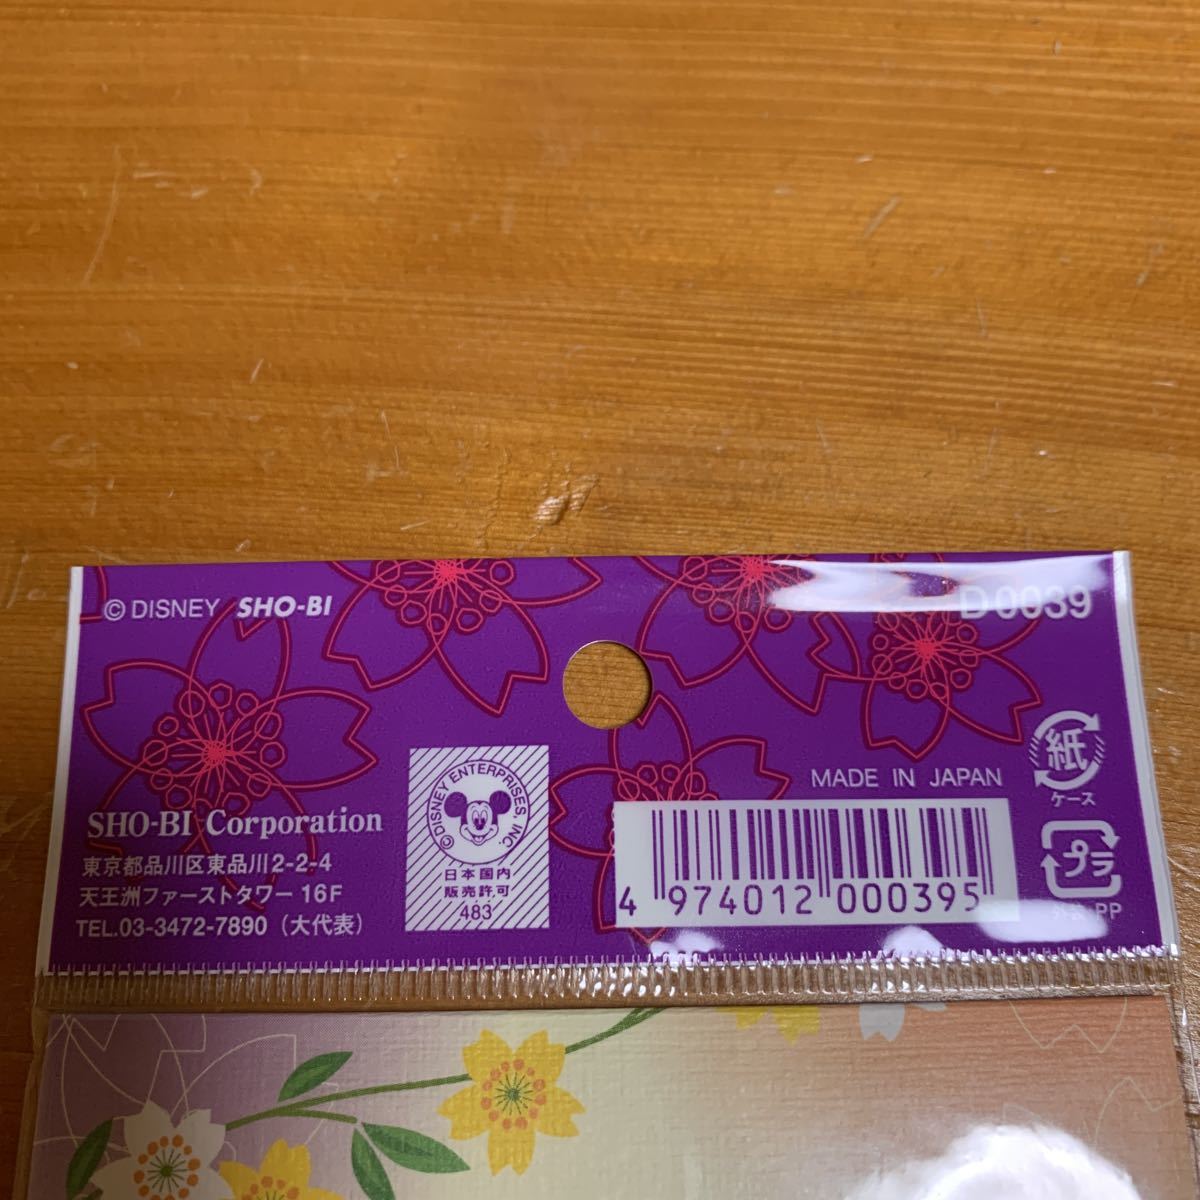 © DISNEY SHO-BI
D0039
SHO-BI Corporation
東京都品川区東品川2-2-4
天王洲ファーストタワー 16F
TEL.03-3472-7890（大代表）
©DISNEY ENTERPRISES, INC.
日本国内
販売許可
483
MADE IN JAPAN
4 974012 000395
紙
ケース
プラ
外袋:PP